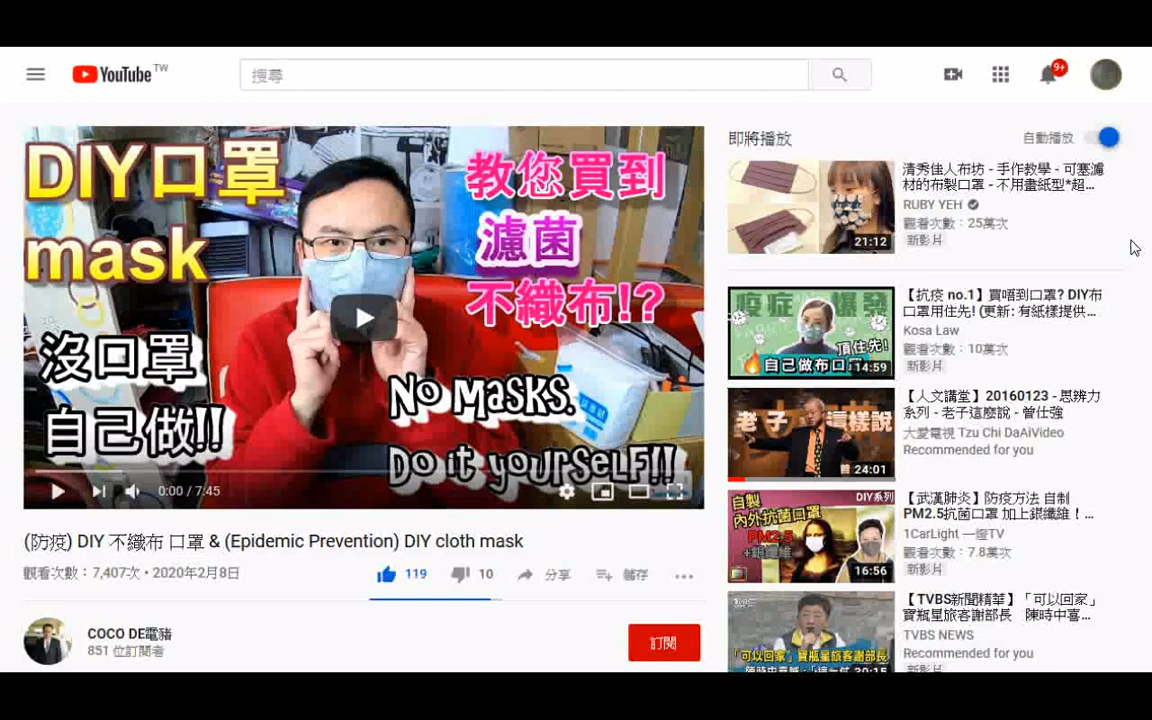 YouTube TW
搜尋
9+
DIY口罩
mask
教您買到
濾菌
不織布!?
沒口罩
自己做!!
No Masks.
Do it yourself!!
0:00 / 7:45
(防疫) DIY 不織布 口罩 & (Epidemic Prevention) DIY cloth mask
觀看次數：7,407次 • 2020年2月8日
119
10
分享
儲存
COCO DE電豬
851 位訂閱者
訂閱
即將播放
自動播放
21:12
清秀佳人布坊 - 手作教學 - 可塞濾
材的布製口罩 - 不用畫紙型*超...
RUBY YEH
觀看次數：25萬次
新影片
疫症 爆發
頂住先!
自己做布口
14:59
【抗疫 no.1】買唔到口罩? DIY布
口罩用住先! (更新: 有紙樣提供...
Kosa Law
觀看次數：10萬次
新影片
老子 這樣說
曾
24:01
【人文講堂】20160123 - 思辨力
系列 - 老子這麼說 - 曾仕強
大愛電視 Tzu Chi DaAiVideo
Recommended for you
自製
DIY系列
內外抗菌口罩
PM2.5
16:56
【武漢肺炎】防疫方法 自制
PM2.5抗菌口罩 加上銀纖維！...
1CarLight 一燈TV
觀看次數：7.8萬次
新影片
「可以回家」寶瓶星旅客謝部長
30:15
【TVBS新聞精華】「可以回家」
寶瓶星旅客謝部長 陳時中喜...
TVBS NEWS
Recommended for you
新影片